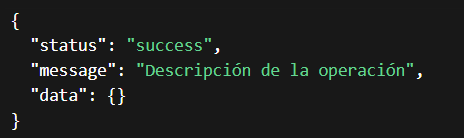 {
  "status": "success",
  "message": "Descripción de la operación",
  "data": {}
}